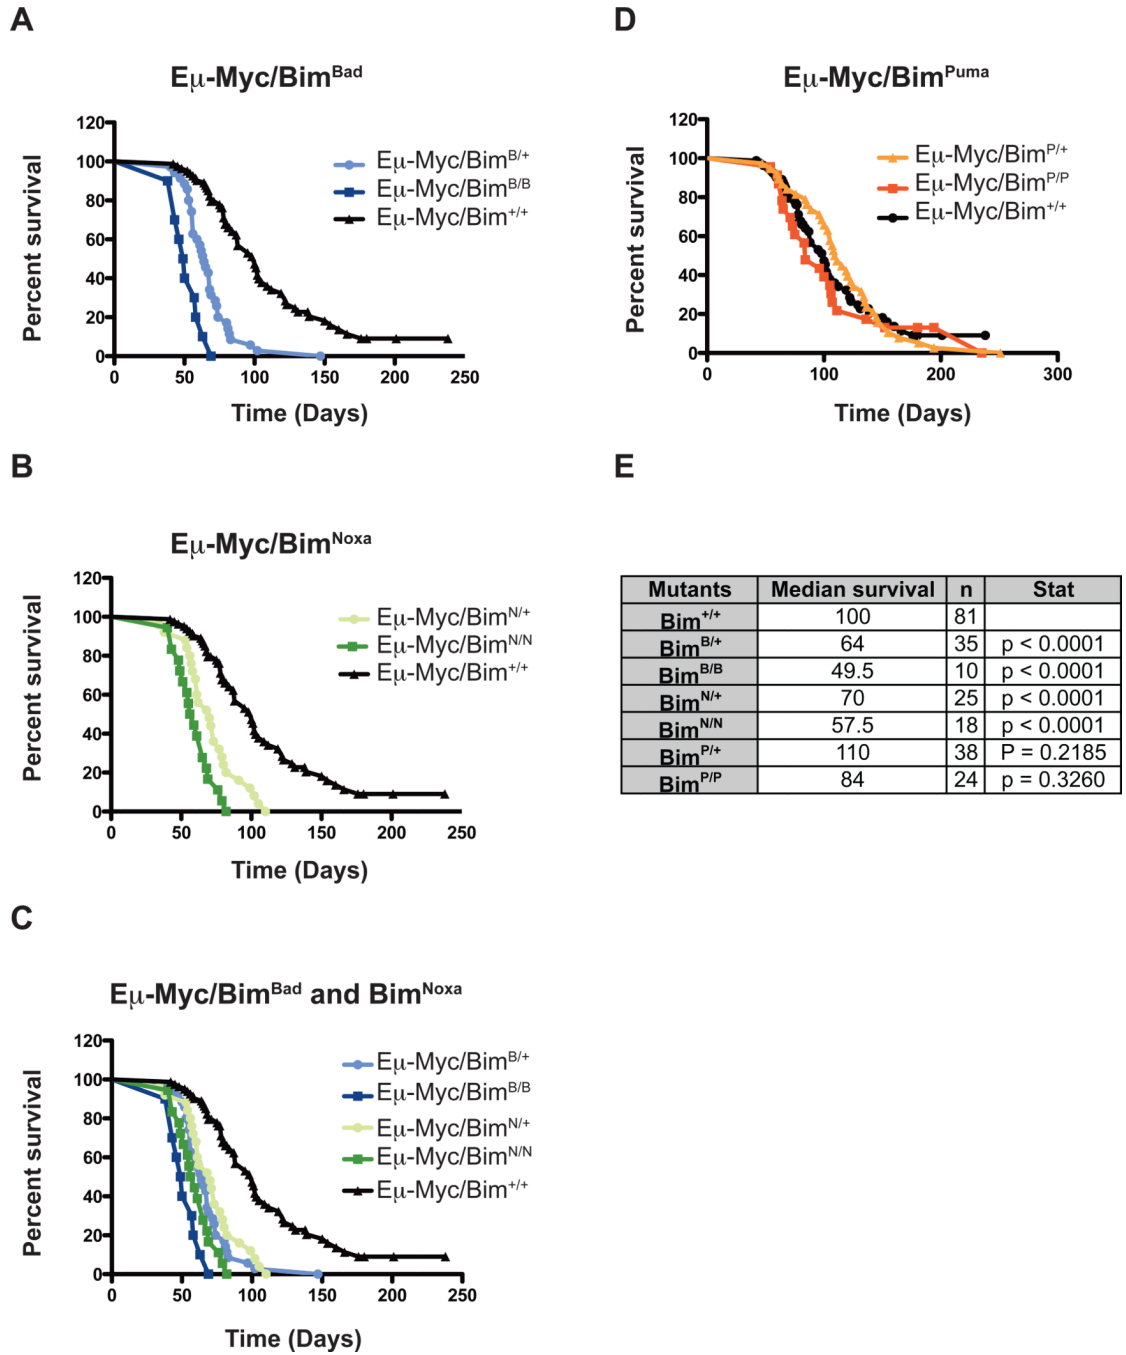 A
Eμ-Myc/Bim^Bad
120
100
80
60
40
20
0
Percent survival
0 50 100 150 200 250
Time (Days)
Eμ-Myc/Bim^B/+
Eμ-Myc/Bim^B/B
Eμ-Myc/Bim^+/+
B
Eμ-Myc/Bim^Noxa
120
100
80
60
40
20
0
Percent survival
0 50 100 150 200 250
Time (Days)
Eμ-Myc/Bim^N/+
Eμ-Myc/Bim^N/N
Eμ-Myc/Bim^+/+
C
Eμ-Myc/Bim^Bad and Bim^Noxa
120
100
80
60
40
20
0
Percent survival
0 50 100 150 200 250
Time (Days)
Eμ-Myc/Bim^B/+
Eμ-Myc/Bim^B/B
Eμ-Myc/Bim^N/+
Eμ-Myc/Bim^N/N
Eμ-Myc/Bim^+/+
D
Eμ-Myc/Bim^Puma
120
100
80
60
40
20
0
Percent survival
0 100 200 300
Time (Days)
Eμ-Myc/Bim^P/+
Eμ-Myc/Bim^P/P
Eμ-Myc/Bim^+/+
E
Mutants Median survival n Stat
Bim^+/+ 100 81
Bim^B/+ 64 35 p < 0.0001
Bim^B/B 49.5 10 p < 0.0001
Bim^N/+ 70 25 p < 0.0001
Bim^N/N 57.5 18 p < 0.0001
Bim^P/+ 110 38 P = 0.2185
Bim^P/P 84 24 p = 0.3260